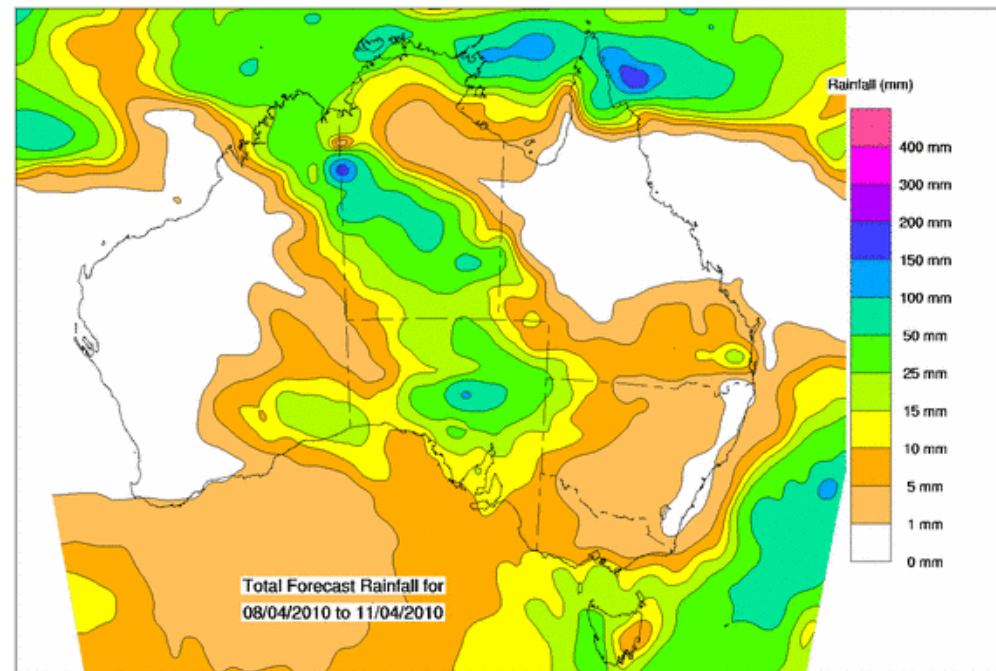 Rainfall (mm)
400 mm
300 mm
200 mm
150 mm
100 mm
50 mm
25 mm
15 mm
10 mm
5 mm
1 mm
0 mm
Total Forecast Rainfall for
08/04/2010 to 11/04/2010